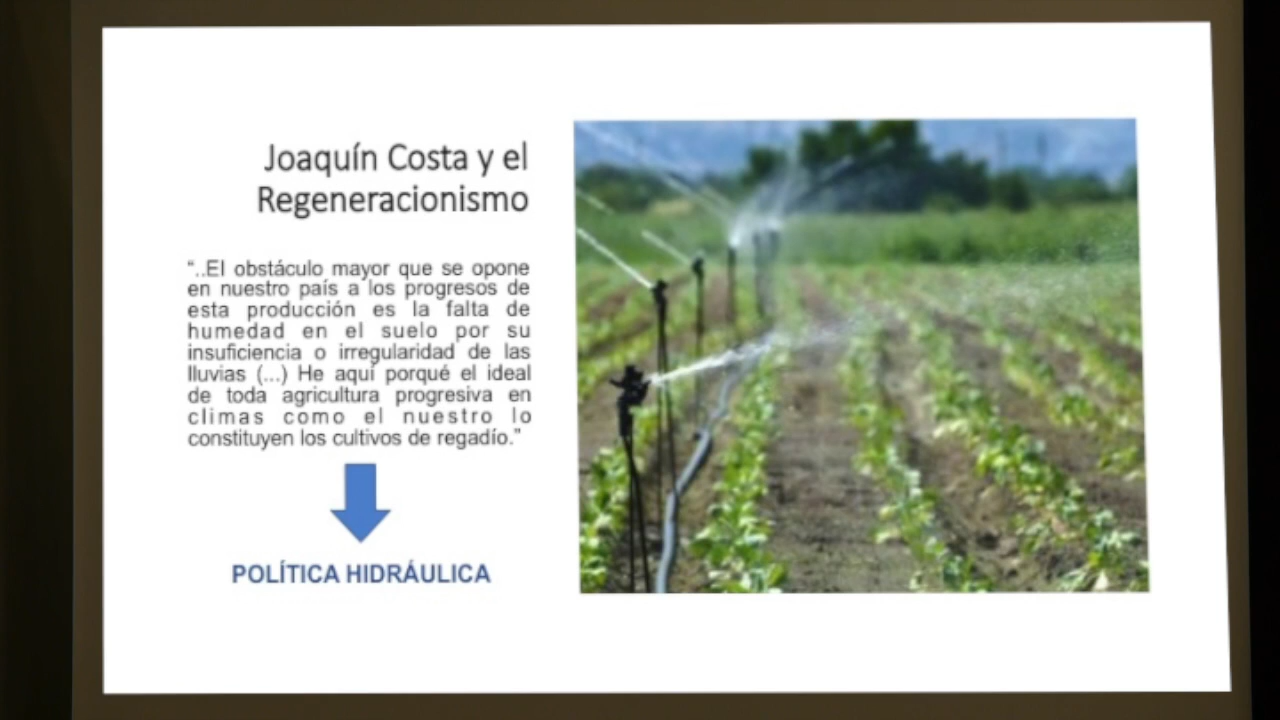 Joaquín Costa y el
Regeneracionismo
“..El obstáculo mayor que se opone
en nuestro país a los progresos de
esta producción es la falta de
humedad en el suelo por su
insuficiencia o irregularidad de las
lluvias (...) He aquí porqué el ideal
de toda agricultura progresiva en
climas como el nuestro lo
constituyen los cultivos de regadío.”
POLÍTICA HIDRÁULICA